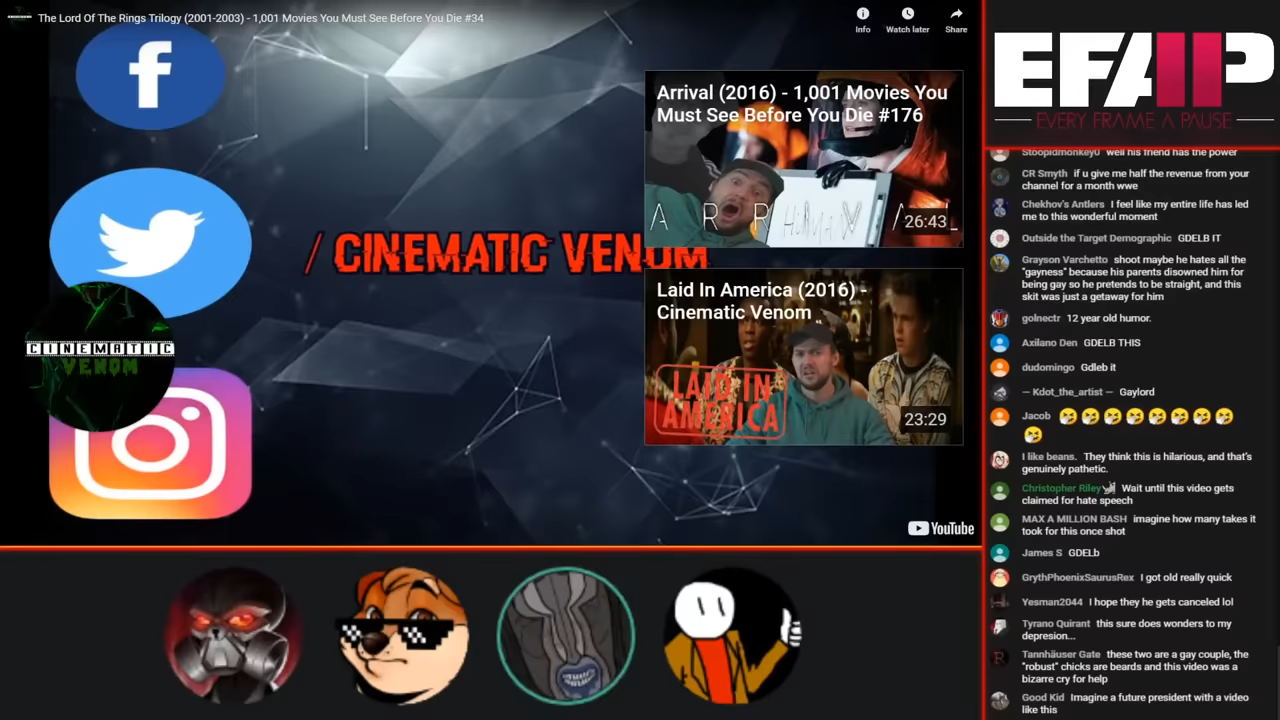 The Lord Of The Rings Trilogy (2001-2003) - 1,001 Movies You Must See Before You Die #34
Info
Watch later
Share
EFAP
EVERY FRAME A PAUSE
Arrival (2016) - 1,001 Movies You
Must See Before You Die #176
A R R I V A L
26:43
/ CINEMATIC VENOM
Laid In America (2016) -
Cinematic Venom
LAID IN
AMERICA
23:29
CINEMATIC
VENOM
YouTube
Stoopidmonkey0 well his friend has the power
CR Smyth if u give me half the revenue from your
channel for a month wwe
Chekhov's Antlers I feel like my entire life has led
me to this wonderful moment
Outside the Target Demographic GDELB IT
Grayson Varchetto shoot maybe he hates all the
"gayness" because his parents disowned him for
being gay so he pretends to be straight, and this
skit was just a getaway for him
golnectr 12 year old humor.
Axilano Den GDELB THIS
dudomingo Gdleb it
— Kdot_the_artist — Gaylord
Jacob
I like beans. They think this is hilarious, and that's
genuinely pathetic.
Christopher Riley Wait until this video gets
claimed for hate speech
MAX A MILLION BASH imagine how many takes it
took for this once shot
James S GDELb
GrythPhoenixSaurusRex I got old really quick
Yesman2044 I hope they he gets canceled lol
Tyrano Quirant this sure does wonders to my
depresion...
Tannhäuser Gate these two are a gay couple, the
"robust" chicks are beards and this video was a
bizarre cry for help
Good Kid Imagine a future president with a video
like this